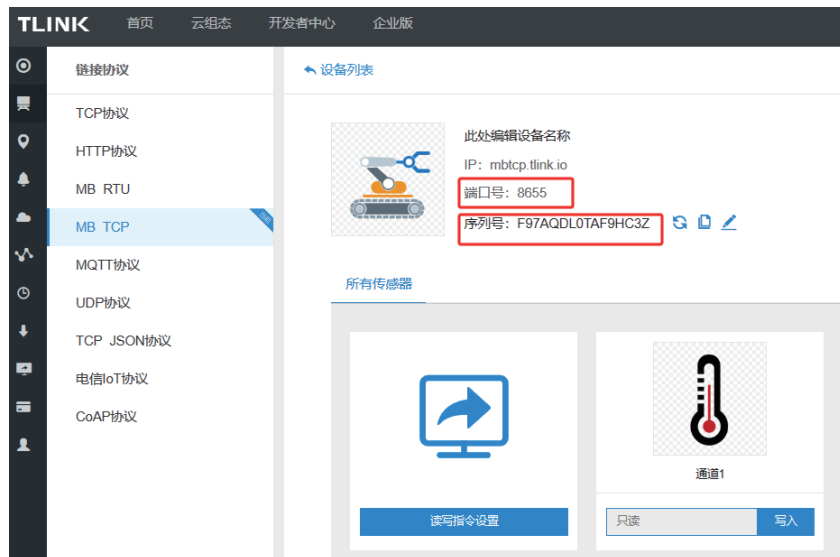 TLINK 首页 云组态 开发者中心 企业版
链接协议
设备列表
TCP协议
HTTP协议
MB RTU
MB TCP
MQTT协议
UDP协议
TCP JSON协议
电信IoT协议
CoAP协议
此处编辑设备名称
IP: mbtcp.tlink.io
端口号: 8655
序列号: F97AQDL0TAF9HC3Z
所有传感器
读写指令设置
通道1
只读 写入